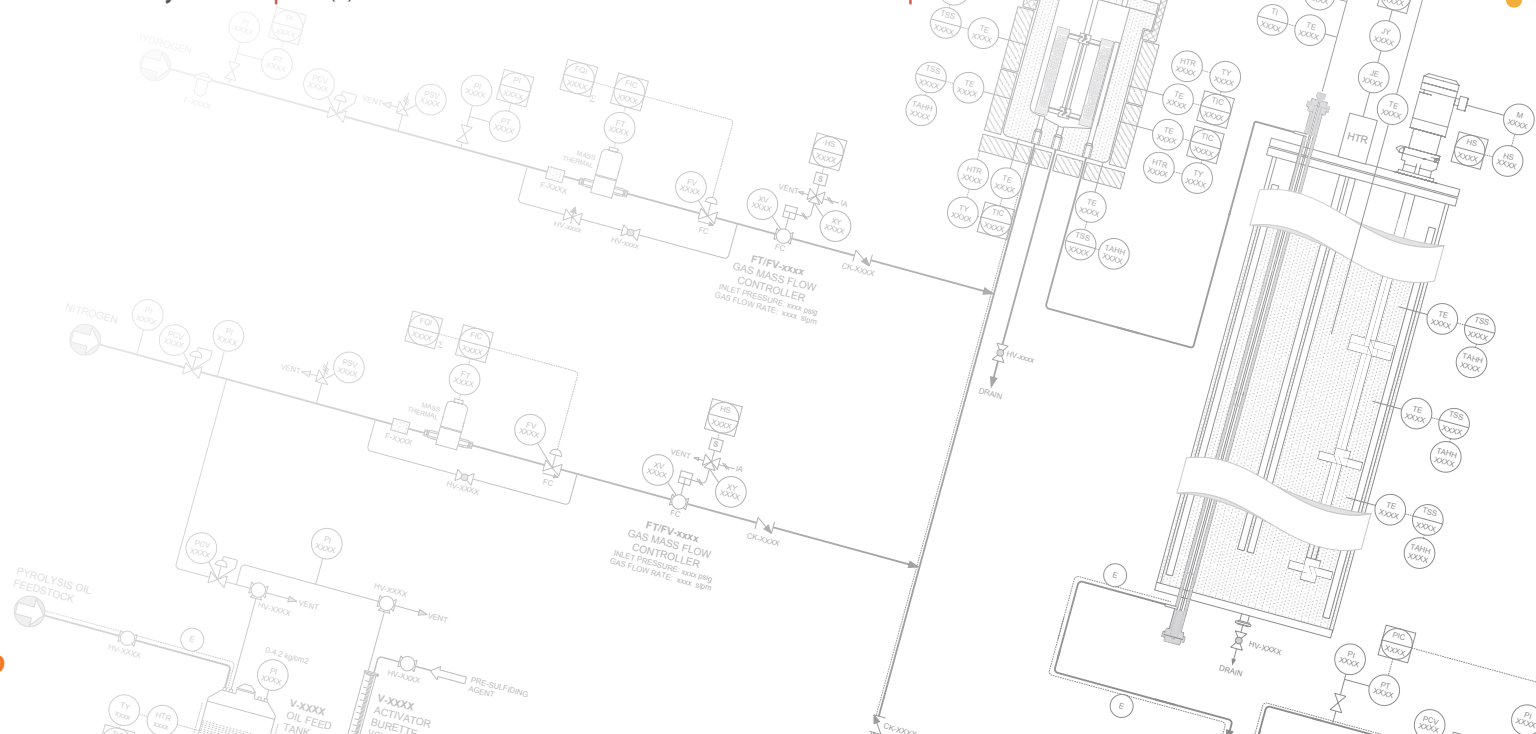 HYDROGEN
PI
XXXX
PI
XXXX
PT
XXXX
F-XXXX
PCV
XXXX
VENT
PSV
XXXX
PI
XXXX
PI
XXXX
PT
XXXX
FQI
XXXX
Σ
FIC
XXXX
FT
XXXX
MASS
THERMAL
F-XXXX
HV-xxxx
HV-xxxx
FV
XXXX
FC
XV
XXXX
FC
HS
XXXX
S
VENT
IA
XY
XXXX
CK-XXXX
FT/FV-xxxx
GAS MASS FLOW
CONTROLLER
INLET PRESSURE: xxxx psig
GAS FLOW RATE: xxxx slpm
NITROGEN
PI
XXXX
PCV
XXXX
PI
XXXX
VENT
PSV
XXXX
FQI
XXXX
Σ
FIC
XXXX
FT
XXXX
MASS
THERMAL
F-XXXX
HV-XXXX
FV
XXXX
FC
XV
XXXX
FC
HS
XXXX
S
VENT
IA
XY
XXXX
CK-XXXX
FT/FV-xxxx
GAS MASS FLOW
CONTROLLER
INLET PRESSURE: xxxx psig
GAS FLOW RATE: xxxx slpm
PCV
XXXX
PI
XXXX
HV-XXXX
VENT
HV-XXXX
VENT
PYROLYSIS OIL
FEEDSTOCK
HV-XXXX
E
0-4.2 kg/cm2
PI
XXXX
TY
xxxx
HTR
xxxx
V-XXXX
OIL FEED
TANK
HV-XXXX
PRE-SULFIDING
AGENT
V-XXXX
ACTIVATOR
BURETTE
TSS
XXXX
TE
XXXX
TSS
XXXX
TE
XXXX
TAHH
XXXX
HTR
XXXX
TE
XXXX
TY
XXXX
TIC
XXXX
HTR
XXXX
TY
XXXX
TE
XXXX
TIC
XXXX
TE
XXXX
TIC
XXXX
HTR
XXXX
TY
XXXX
TE
XXXX
TSS
XXXX
TAHH
XXXX
HV-xxxx
DRAIN
TI
XXXX
TE
XXXX
JY
XXXX
JE
XXXX
TE
XXXX
HTR
M
XXXX
HS
XXXX
HS
XXXX
TE
XXXX
TSS
XXXX
TAHH
XXXX
TE
XXXX
TSS
XXXX
TAHH
XXXX
TE
XXXX
TSS
XXXX
TAHH
XXXX
E
HV-XXXX
DRAIN
E
PIC
XXXX
PI
XXXX
PT
XXXX
PCV
XXXX
PI
XXXX
CK-XXXX